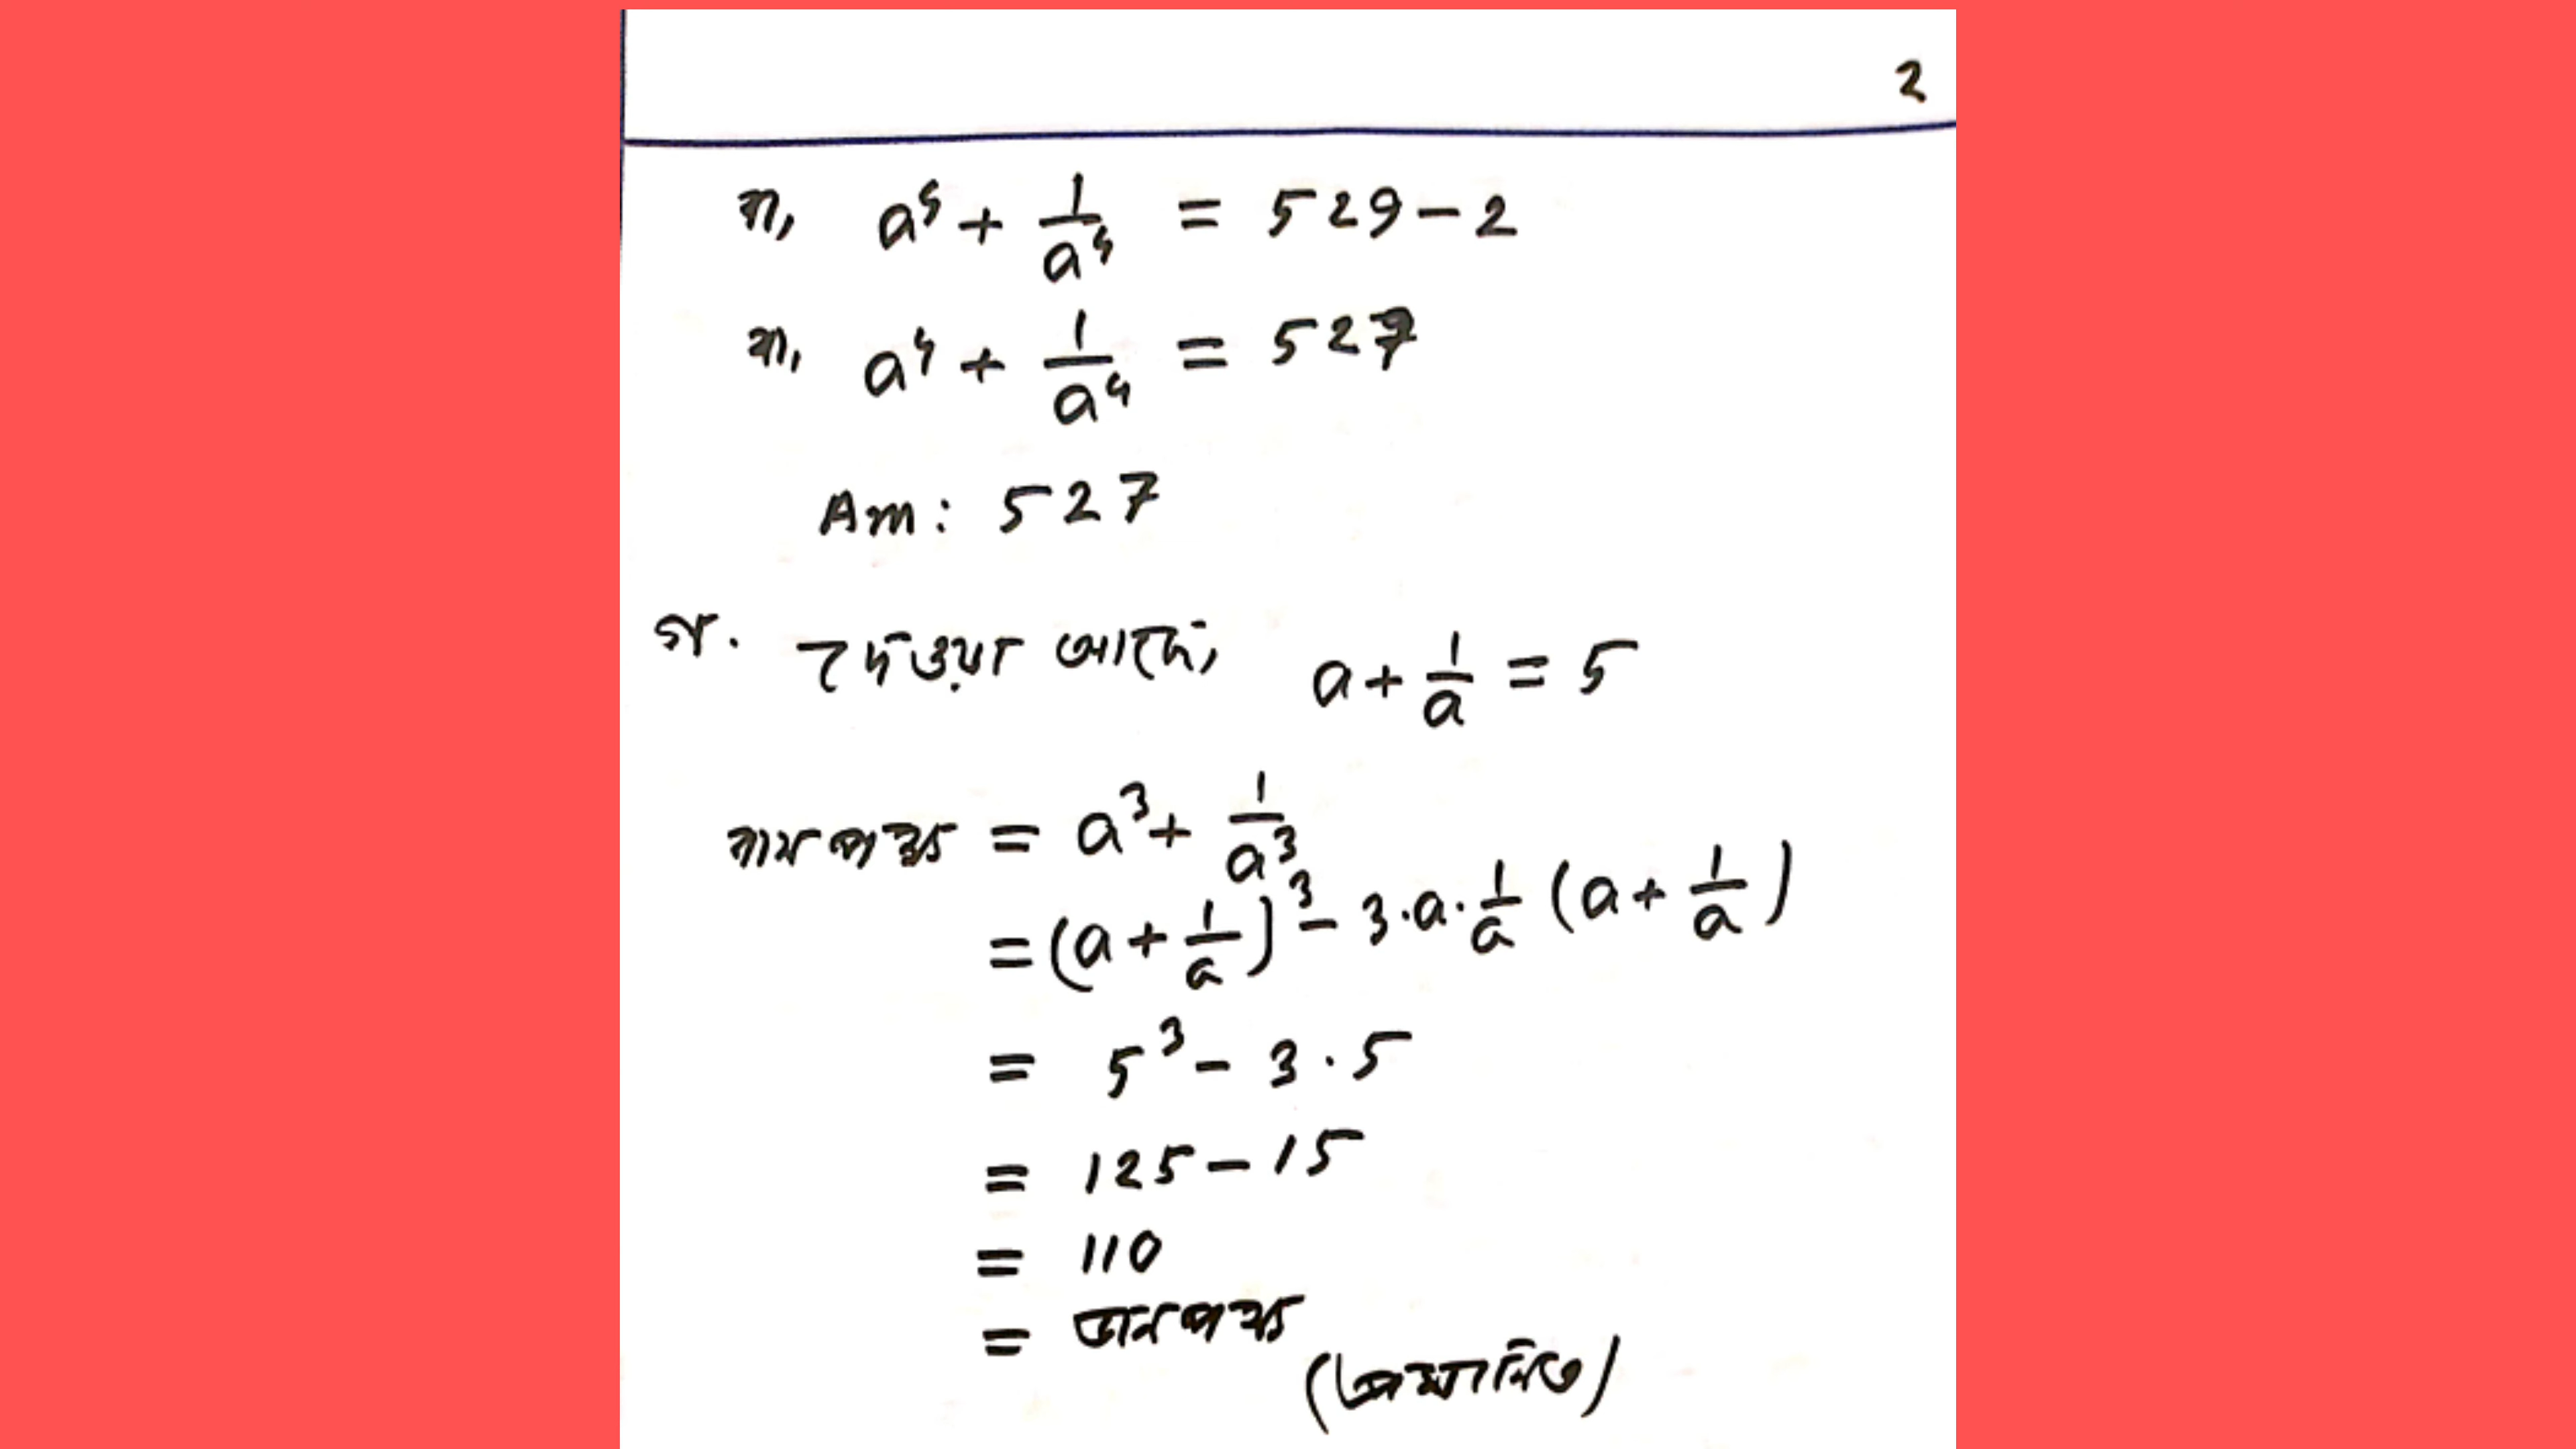 2
বা, a⁴ + 1/a⁴ = 529 - 2
বা, a⁴ + 1/a⁴ = 527
Ans: 527
গ. দেওয়া আছে, a + 1/a = 5
বামপক্ষ = a³ + 1/a³
= (a + 1/a)³ - 3·a·1/a (a + 1/a)
= 5³ - 3·5
= 125 - 15
= 110
= ডানপক্ষ
(প্রমাণিত)